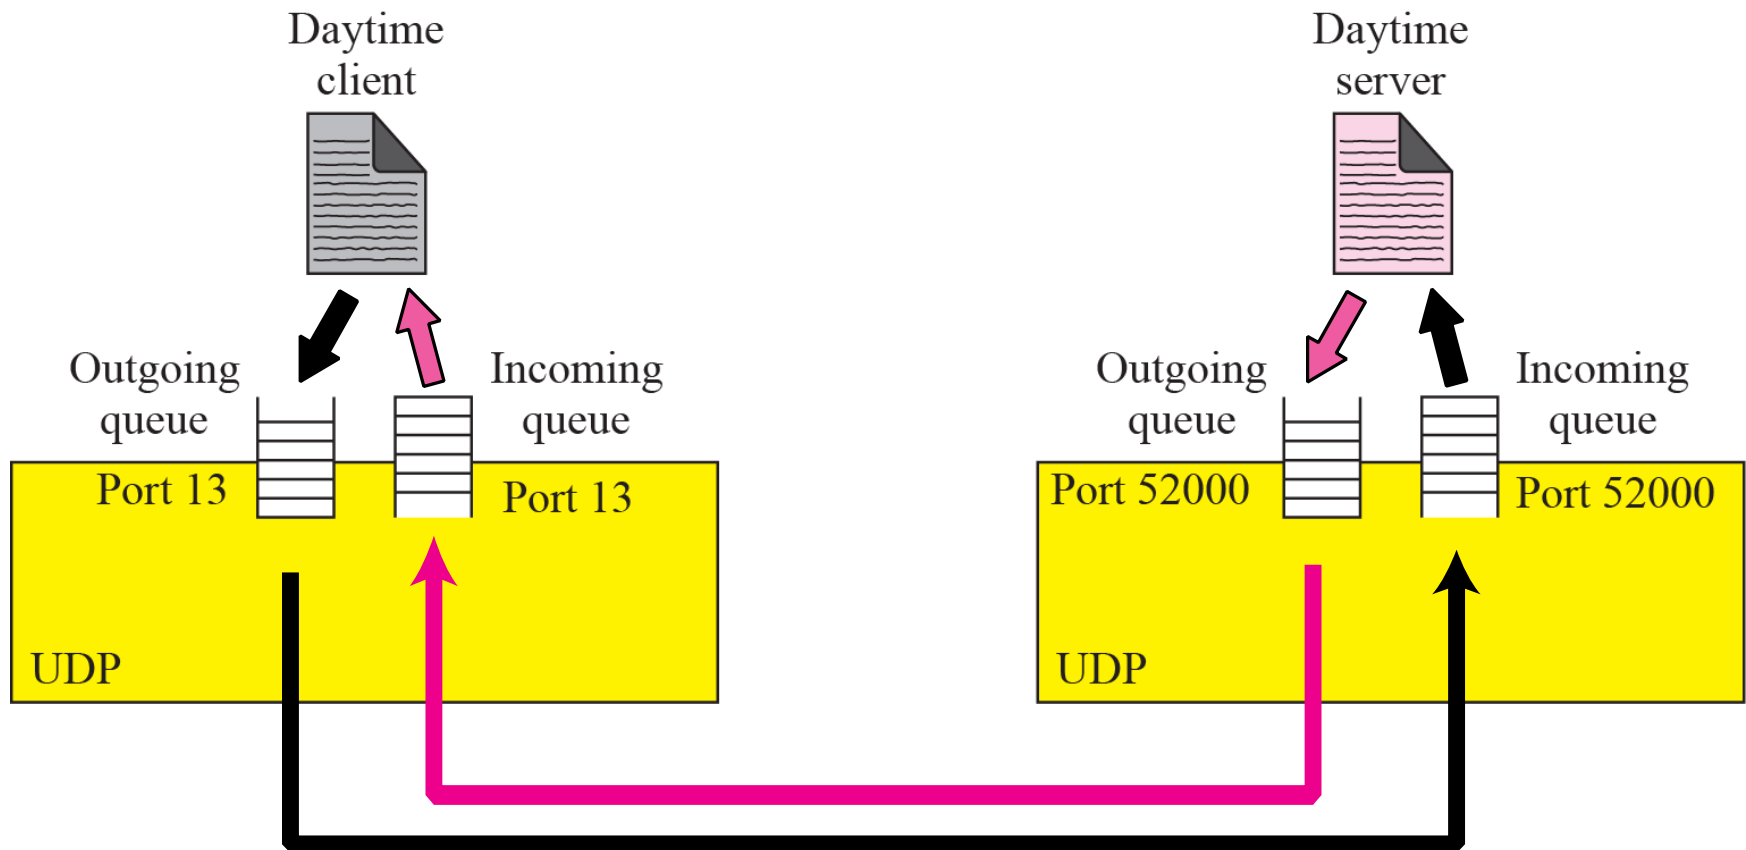 Daytime
client
Daytime
server
Outgoing
queue
Incoming
queue
Outgoing
queue
Incoming
queue
Port 13
Port 13
Port 52000
Port 52000
UDP
UDP